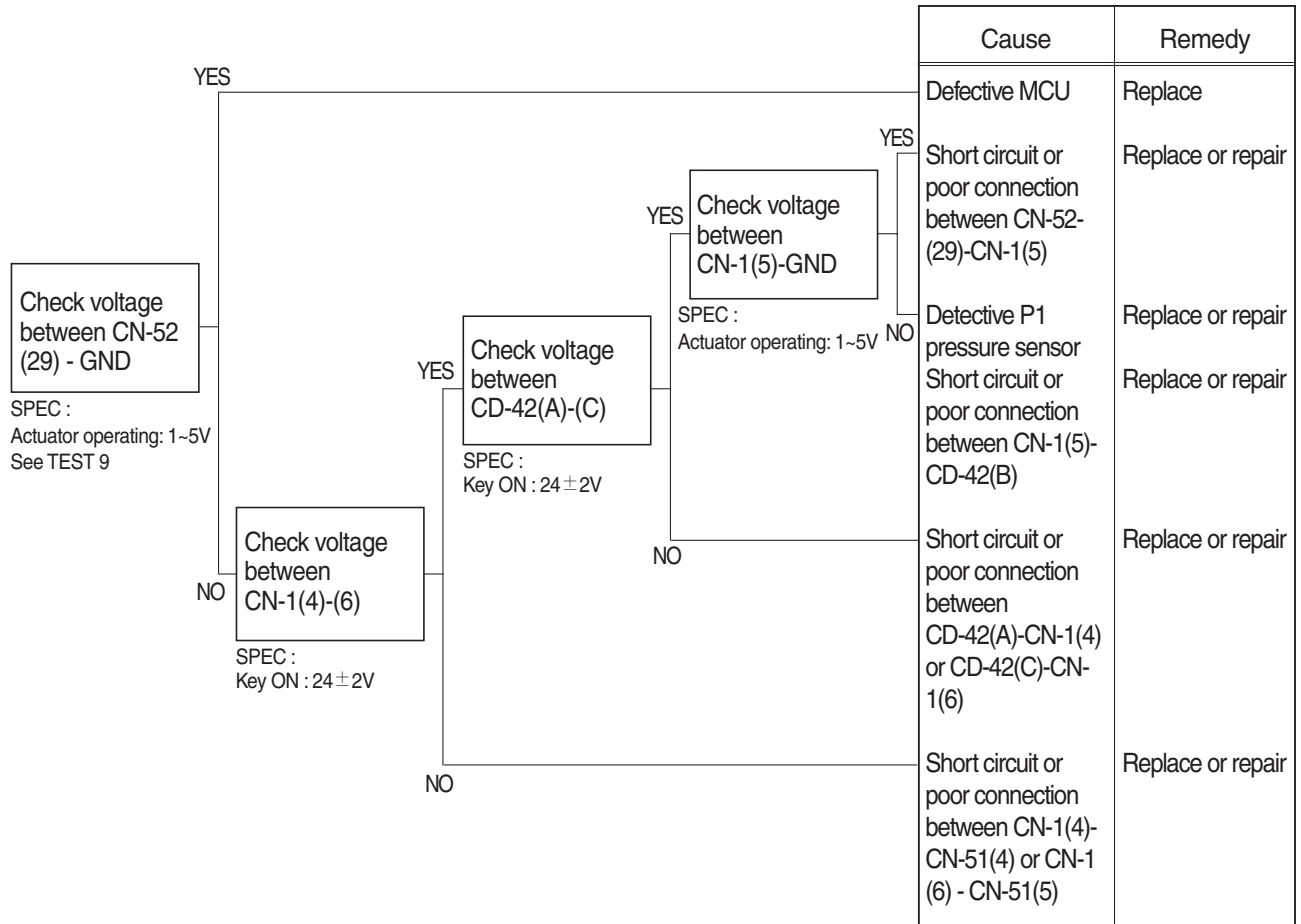 Cause
Remedy
YES
Defective MCU
Replace
YES
Short circuit or
poor connection
between CN-52-
(29)-CN-1(5)
Replace or repair
YES
Check voltage
between
CN-1(5)-GND
SPEC :
Actuator operating: 1~5V
NO
Detective P1
pressure sensor
Replace or repair
Short circuit or
poor connection
between CN-1(5)-
CD-42(B)
Replace or repair
Check voltage
between CN-52
(29) - GND
SPEC :
Actuator operating: 1~5V
See TEST 9
YES
Check voltage
between
CD-42(A)-(C)
SPEC :
Key ON : 24±2V
NO
Short circuit or
poor connection
between
CD-42(A)-CN-1(4)
or CD-42(C)-CN-
1(6)
Replace or repair
NO
Check voltage
between
CN-1(4)-(6)
SPEC :
Key ON : 24±2V
NO
Short circuit or
poor connection
between CN-1(4)-
CN-51(4) or CN-1
(6) - CN-51(5)
Replace or repair